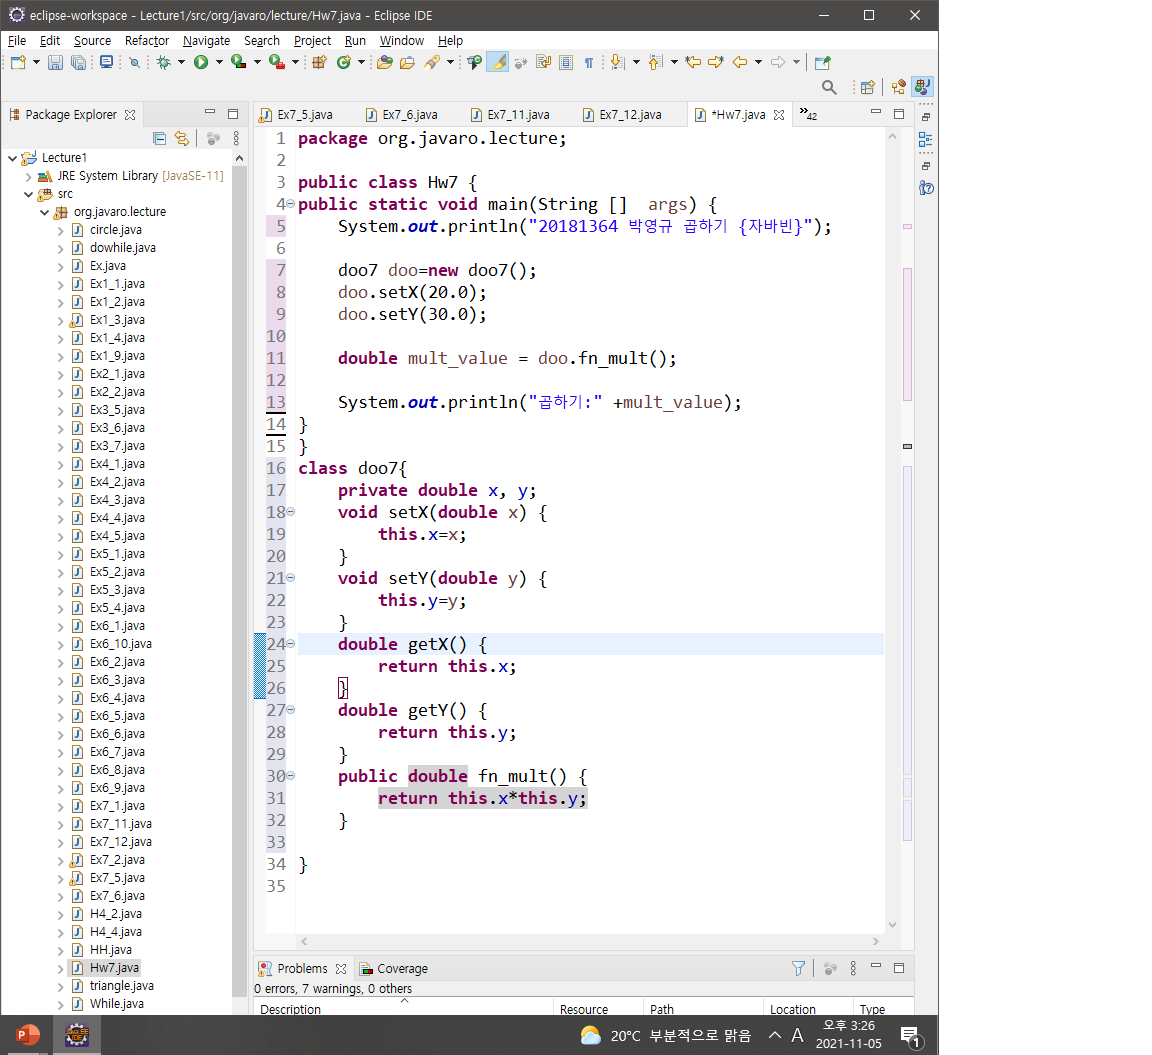 eclipse-workspace - Lecture1/src/org/javaro/lecture/Hw7.java - Eclipse IDE
File Edit Source Refactor Navigate Search Project Run Window Help
Package Explorer
Ex7_5.java Ex7_6.java Ex7_11.java Ex7_12.java *Hw7.java »42
Lecture1
JRE System Library [JavaSE-11]
src
org.javaro.lecture
circle.java
dowhile.java
Ex.java
Ex1_1.java
Ex1_2.java
Ex1_3.java
Ex1_4.java
Ex1_9.java
Ex2_1.java
Ex2_2.java
Ex3_5.java
Ex3_6.java
Ex3_7.java
Ex4_1.java
Ex4_2.java
Ex4_3.java
Ex4_4.java
Ex4_5.java
Ex5_1.java
Ex5_2.java
Ex5_3.java
Ex5_4.java
Ex6_1.java
Ex6_10.java
Ex6_2.java
Ex6_3.java
Ex6_4.java
Ex6_5.java
Ex6_6.java
Ex6_7.java
Ex6_8.java
Ex6_9.java
Ex7_1.java
Ex7_11.java
Ex7_12.java
Ex7_2.java
Ex7_5.java
Ex7_6.java
H4_2.java
H4_4.java
HH.java
Hw7.java
triangle.java
While.java
1 package org.javaro.lecture;
2
3 public class Hw7 {
4 public static void main(String [] args) {
5 System.out.println("20181364 박영규 곱하기 {자바빈}");
6
7 doo7 doo=new doo7();
8 doo.setX(20.0);
9 doo.setY(30.0);
10
11 double mult_value = doo.fn_mult();
12
13 System.out.println("곱하기:" +mult_value);
14 }
15 }
16 class doo7{
17 private double x, y;
18 void setX(double x) {
19 this.x=x;
20 }
21 void setY(double y) {
22 this.y=y;
23 }
24 double getX() {
25 return this.x;
26 }
27 double getY() {
28 return this.y;
29 }
30 public double fn_mult() {
31 return this.x*this.y;
32 }
33
34 }
35
Problems Coverage
0 errors, 7 warnings, 0 others
Description Resource Path Location Type
20°C 부분적으로 맑음 A 오후 3:26
2021-11-05 1